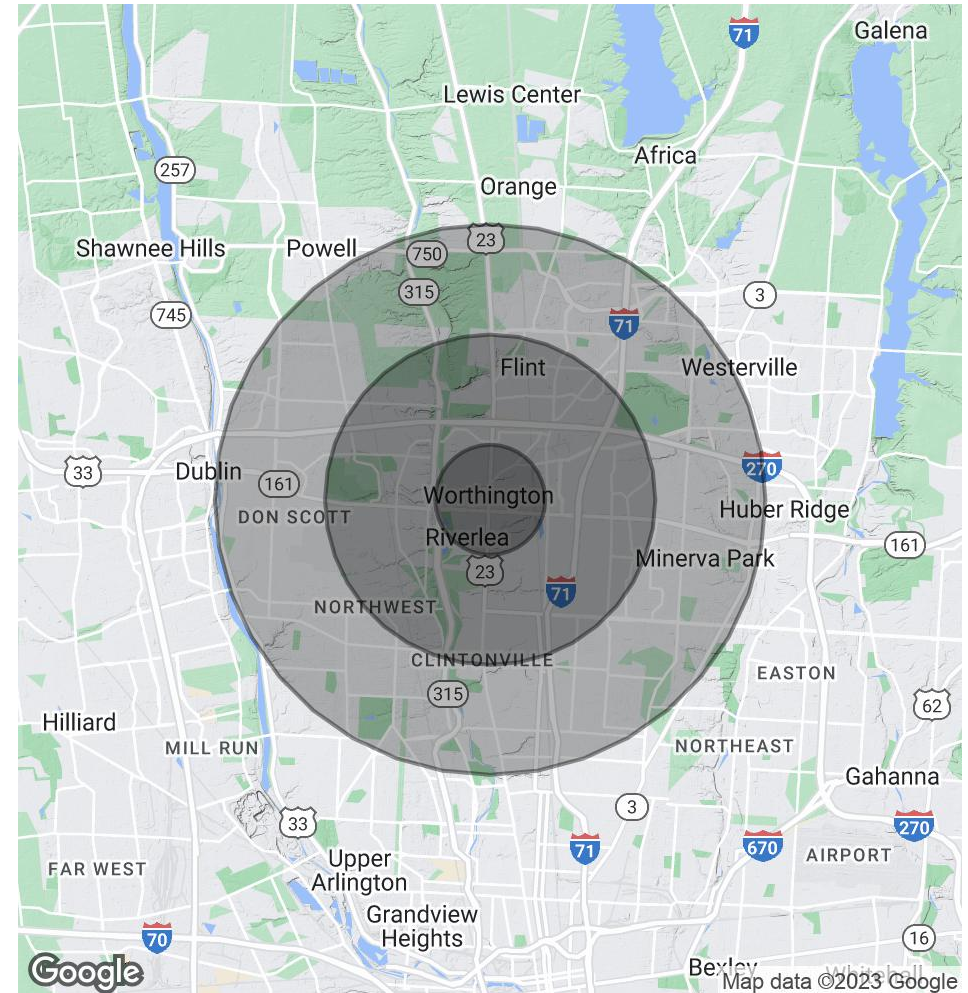 71
Galena
Lewis Center
Africa
257
Orange
Shawnee Hills
Powell
23
750
315
3
745
71
Flint
Westerville
33
Dublin
161
270
Worthington
DON SCOTT
Huber Ridge
Riverlea
161
Minerva Park
23
71
NORTHWEST
CLINTONVILLE
EASTON
315
62
Hilliard
MILL RUN
NORTHEAST
Gahanna
3
33
270
71
670
AIRPORT
FAR WEST
Upper
Arlington
Grandview
Heights
70
16
Bexley
Whitehall
Google
Map data ©2023 Google